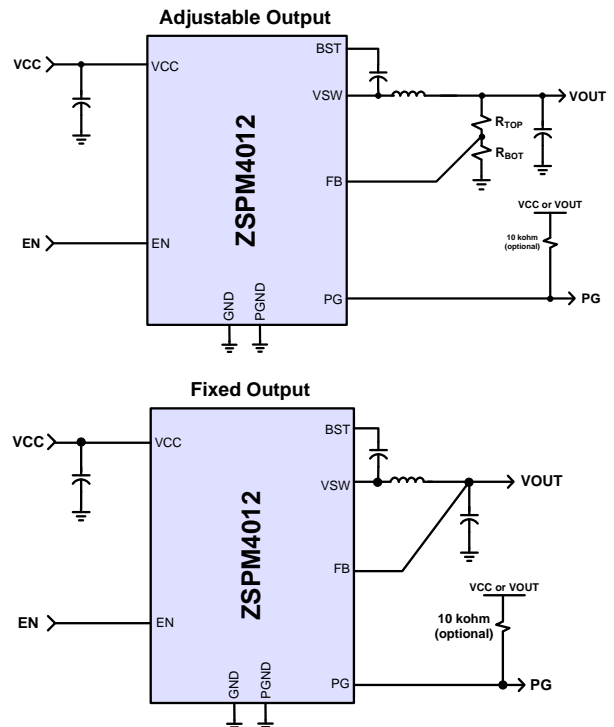 Adjustable Output
BST
VCC
VCC
VSW
VOUT
RTOP
RBOT
ZSPM4012
FB
VCC or VOUT
10 kohm
(optional)
EN
EN
PG
PG
GND
PGND
Fixed Output
BST
VCC
VCC
VSW
VOUT
ZSPM4012
FB
VCC or VOUT
10 kohm
(optional)
EN
EN
PG
PG
GND
PGND